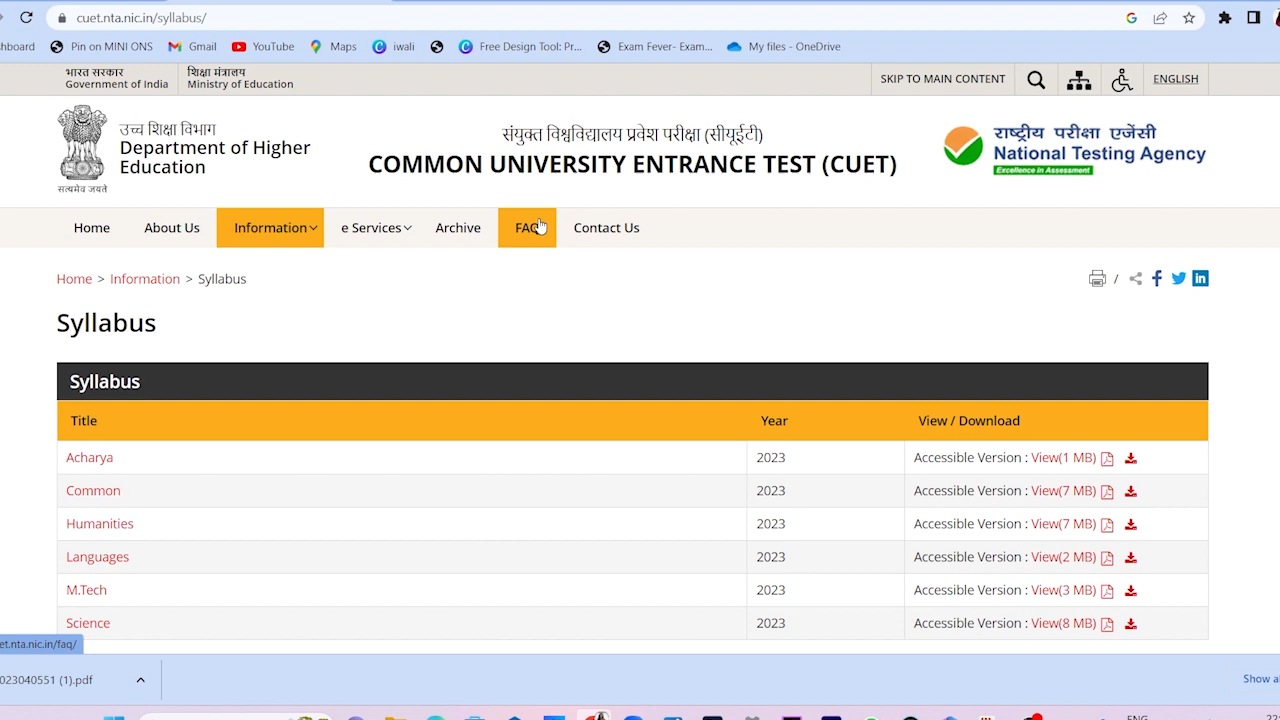 cuet.nta.nic.in/syllabus/
hboard Pin on MINI ONS Gmail YouTube Maps iwali Free Design Tool: Pr... Exam Fever- Exam... My files - OneDrive
भारत सरकार
Government of India
शिक्षा मंत्रालय
Ministry of Education
SKIP TO MAIN CONTENT
ENGLISH
सत्यमेव जयते
उच्च शिक्षा विभाग
Department of Higher
Education
संयुक्त विश्वविद्यालय प्रवेश परीक्षा (सीयूईटी)
COMMON UNIVERSITY ENTRANCE TEST (CUET)
राष्ट्रीय परीक्षा एजेंसी
National Testing Agency
Excellence in Assessment
Home About Us Information e Services Archive FAQ Contact Us
Home > Information > Syllabus
/
Syllabus
Syllabus
Title Year View / Download
Acharya 2023 Accessible Version : View(1 MB)
Common 2023 Accessible Version : View(7 MB)
Humanities 2023 Accessible Version : View(7 MB)
Languages 2023 Accessible Version : View(2 MB)
M.Tech 2023 Accessible Version : View(3 MB)
Science 2023 Accessible Version : View(8 MB)
et.nta.nic.in/faq/
023040551 (1).pdf
Show al
ENG